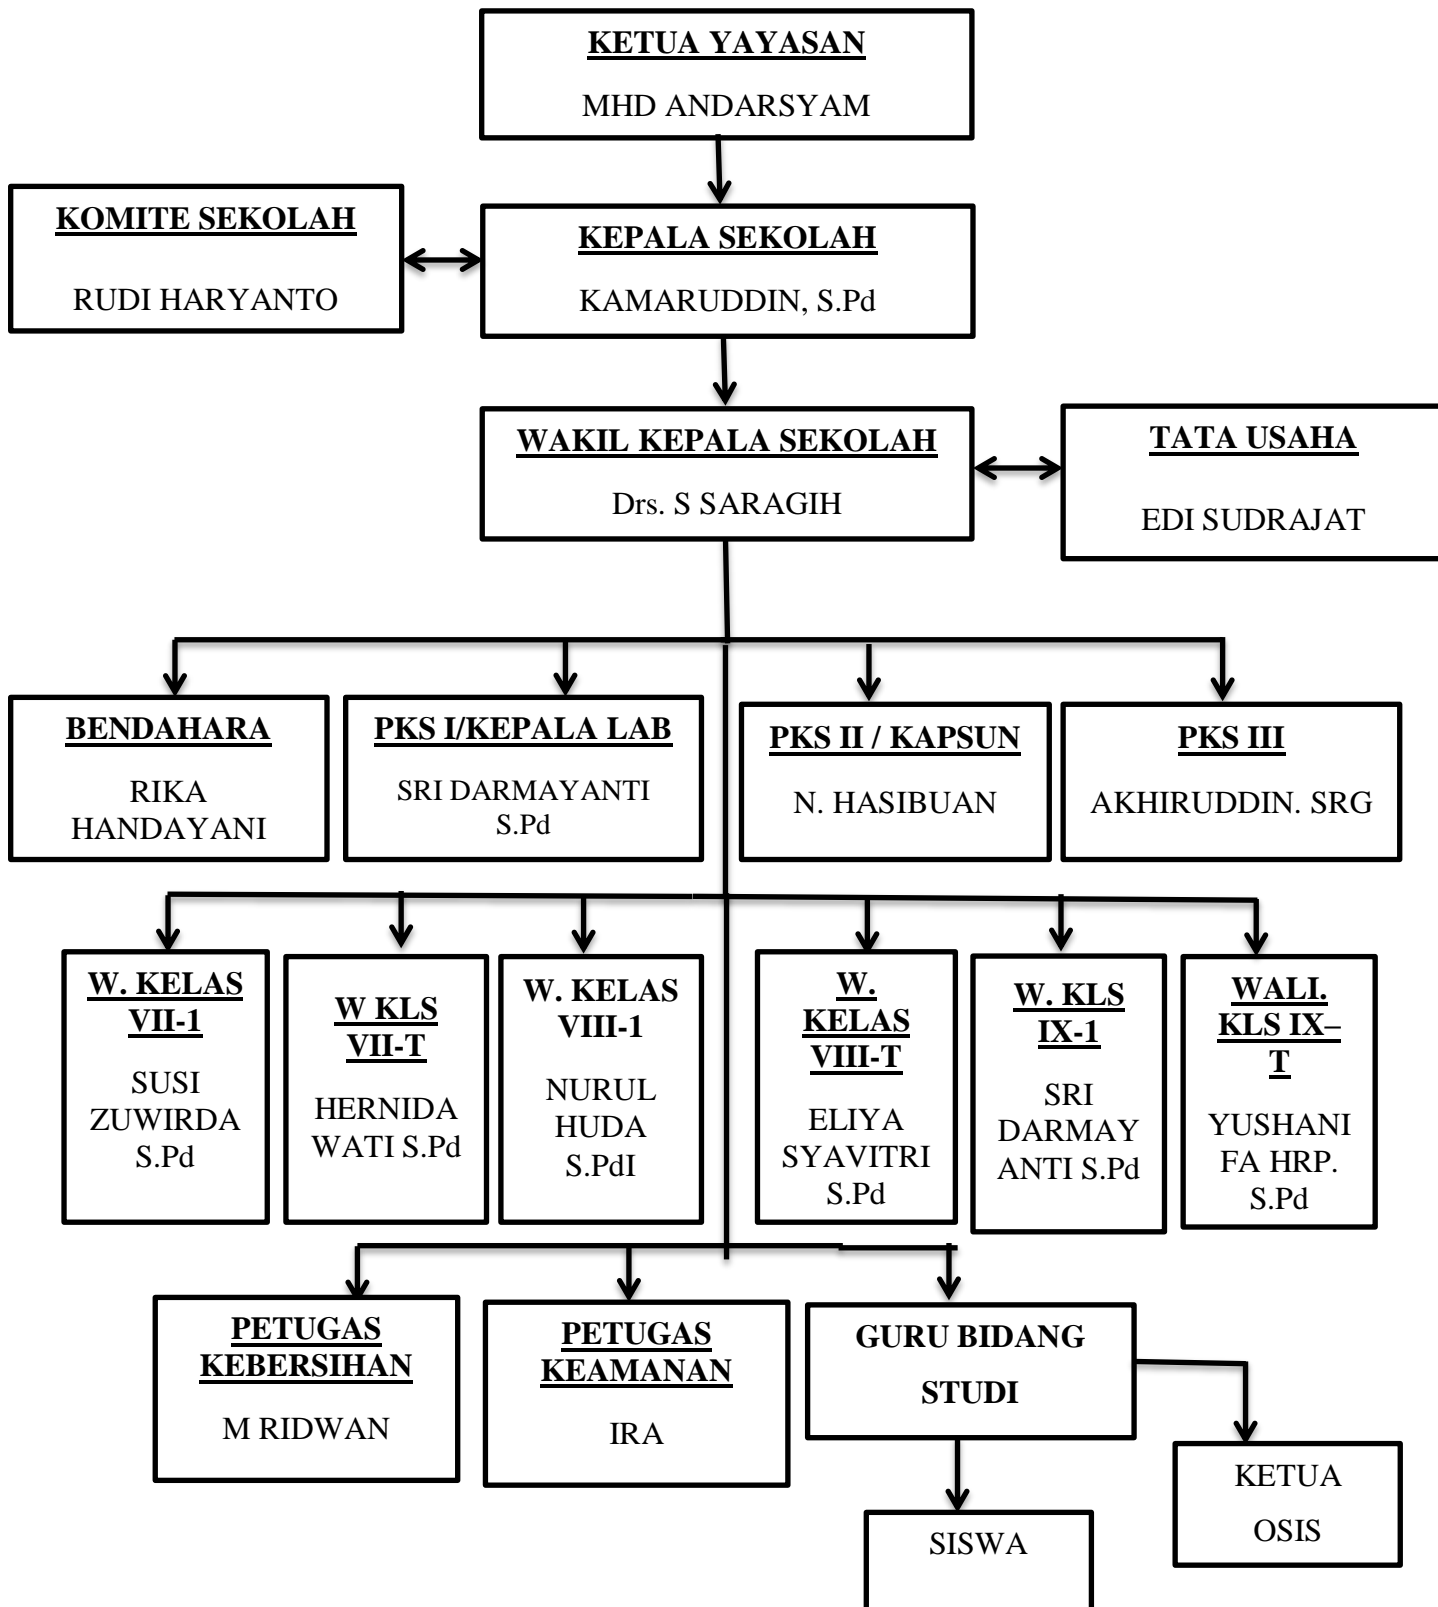 KETUA YAYASAN
MHD ANDARSYAM
KOMITE SEKOLAH
RUDI HARYANTO
KEPALA SEKOLAH
KAMARUDDIN, S.Pd
WAKIL KEPALA SEKOLAH
Drs. S SARAGIH
TATA USAHA
EDI SUDRAJAT
BENDAHARA
RIKA
HANDAYANI
PKS I/KEPALA LAB
SRI DARMAYANTI
S.Pd
PKS II / KAPSUN
N. HASIBUAN
PKS III
AKHIRUDDIN. SRG
W. KELAS
VII-1
SUSI
ZUWIRDA
S.Pd
W KLS
VII-T
HERNIDA
WATI S.Pd
W. KELAS
VIII-1
NURUL
HUDA
S.PdI
W.
KELAS
VIII-T
ELIYA
SYAVITRI
S.Pd
W. KLS
IX-1
SRI
DARMAY
ANTI S.Pd
WALI.
KLS IX–
T
YUSHANI
FA HRP.
S.Pd
PETUGAS
KEBERSIHAN
M RIDWAN
PETUGAS
KEAMANAN
IRA
GURU BIDANG
STUDI
KETUA
OSIS
SISWA